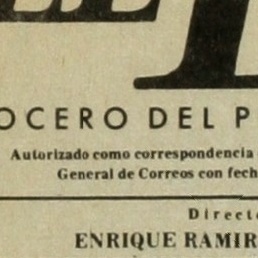 OCERO DEL P
Autorizado como correspondencia
General de Correos con fech
Direct
ENRIQUE RAMIR